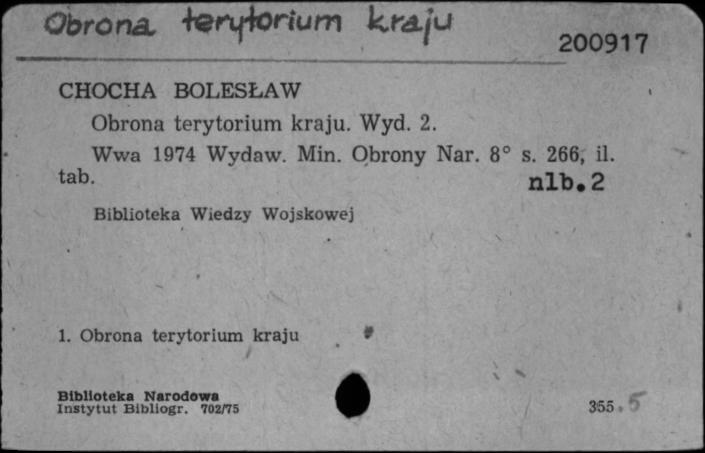 Obrona terytorium kraju
200917
CHOCHA BOLESŁAW
Obrona terytorium kraju. Wyd. 2.
Wwa 1974 Wydaw. Min. Obrony Nar. 8° s. 266, il.
tab. nlb. 2
Biblioteka Wiedzy Wojskowej
1. Obrona terytorium kraju
Biblioteka Narodowa
Instytut Bibliogr. 702/75
355.5